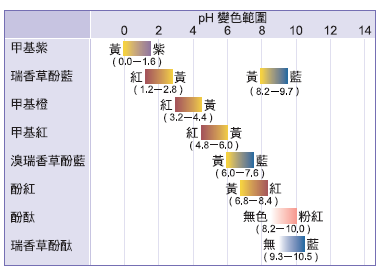 pH 變色範圍
0 2 4 6 8 10 12 14
甲基紫 黃 紫
(0.0－1.6)
瑞香草酚藍 紅 黃 黃 藍
(1.2－2.8) (8.2－9.7)
甲基橙 紅 黃
(3.2－4.4)
甲基紅 紅 黃
(4.8－6.0)
溴瑞香草酚藍 黃 藍
(6.0－7.6)
酚紅 黃 紅
(6.8－8.4)
酚酞 無色 粉紅
(8.2－10.0)
瑞香草酚酞 無 藍
(9.3－10.5)